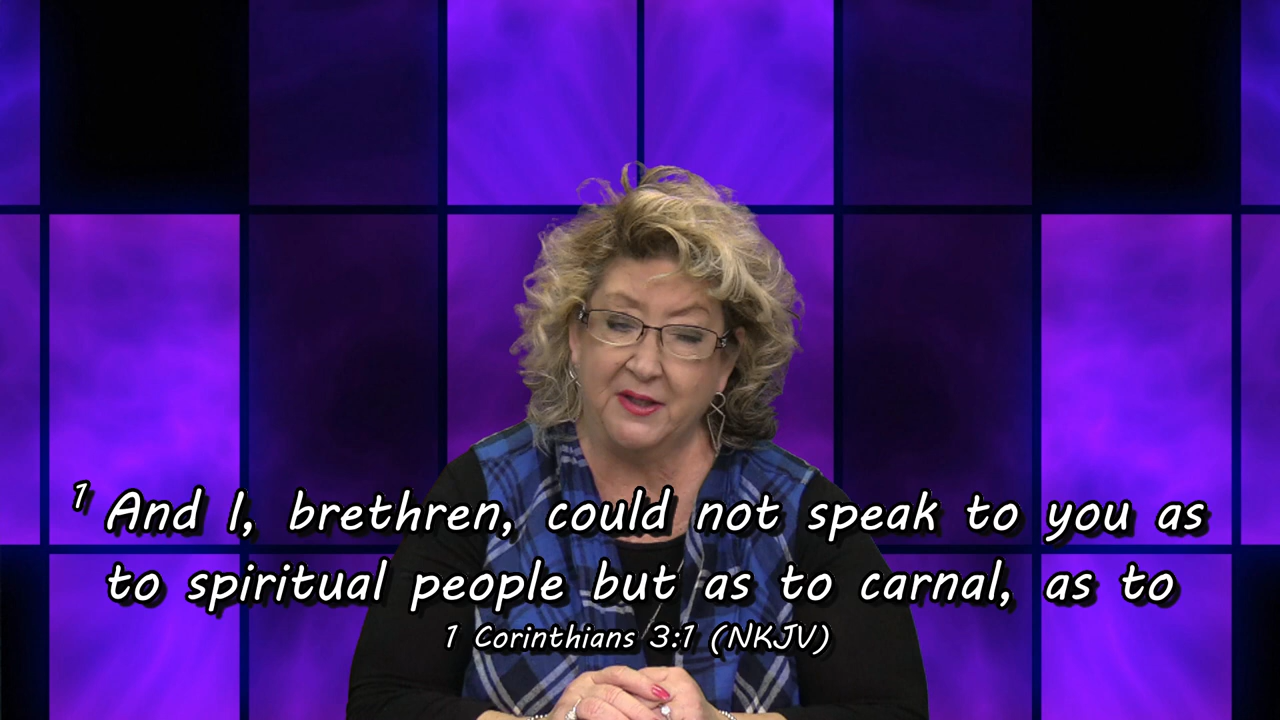 1 And I, brethren, could not speak to you as
to spiritual people but as to carnal, as to
1 Corinthians 3:1 (NKJV)